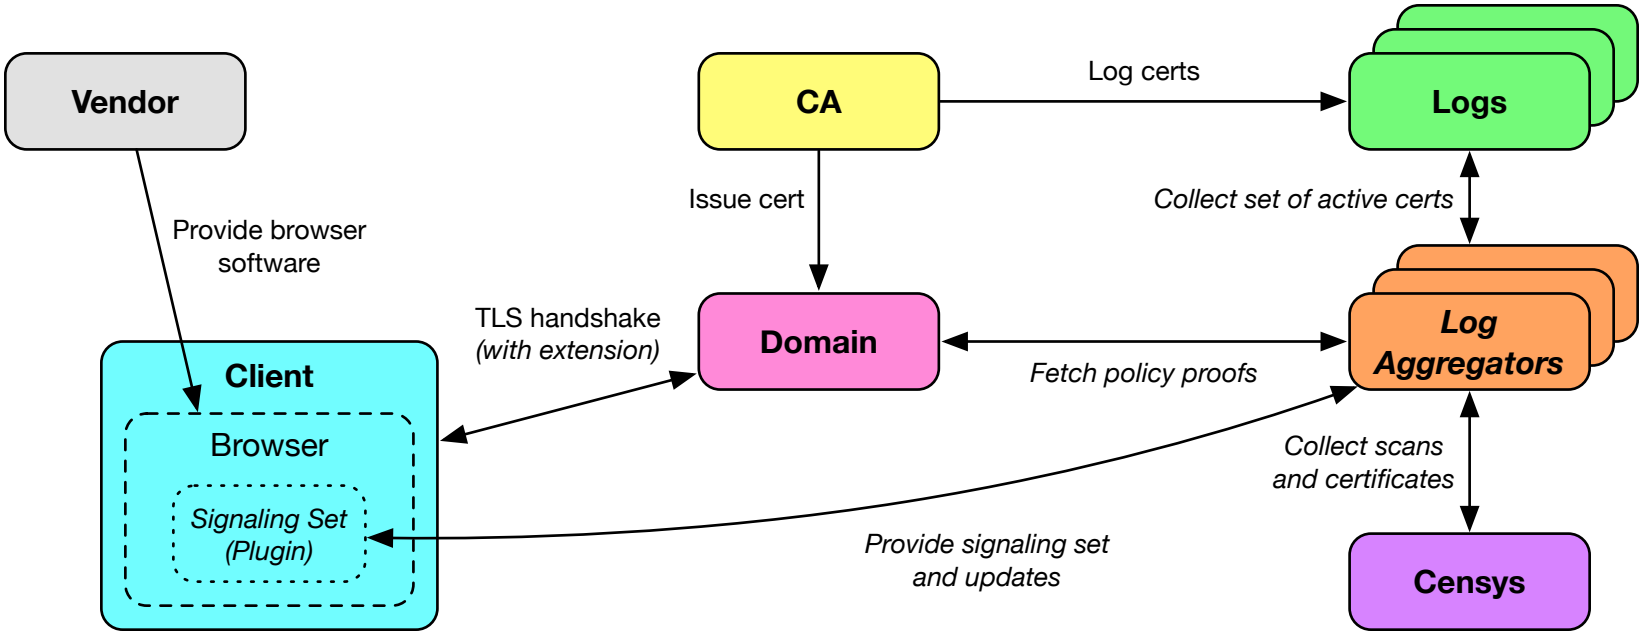 Vendor
CA
Log certs
Logs
Issue cert
Collect set of active certs
Provide browser
software
TLS handshake
(with extension)
Domain
Fetch policy proofs
Log
Aggregators
Client
Browser
Signaling Set
(Plugin)
Collect scans
and certificates
Provide signaling set
and updates
Censys